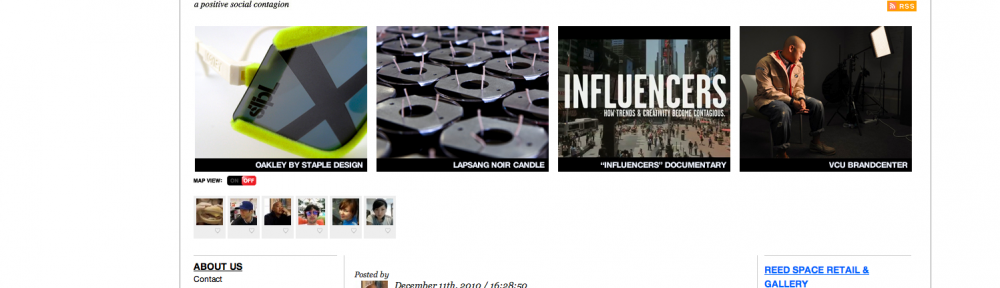 a positive social contagion
RSS
INFLUENCERS
HOW TRENDS & CREATIVITY BECOME CONTAGIOUS.
OAKLEY BY STAPLE DESIGN
LAPSANG NOIR CANDLE
“INFLUENCERS” DOCUMENTARY
VCU BRANDCENTER
MAP VIEW: ON OFF
ABOUT US
Contact
Posted by
December 11th, 2010 / 16:28:50
REED SPACE RETAIL &
GALLERY